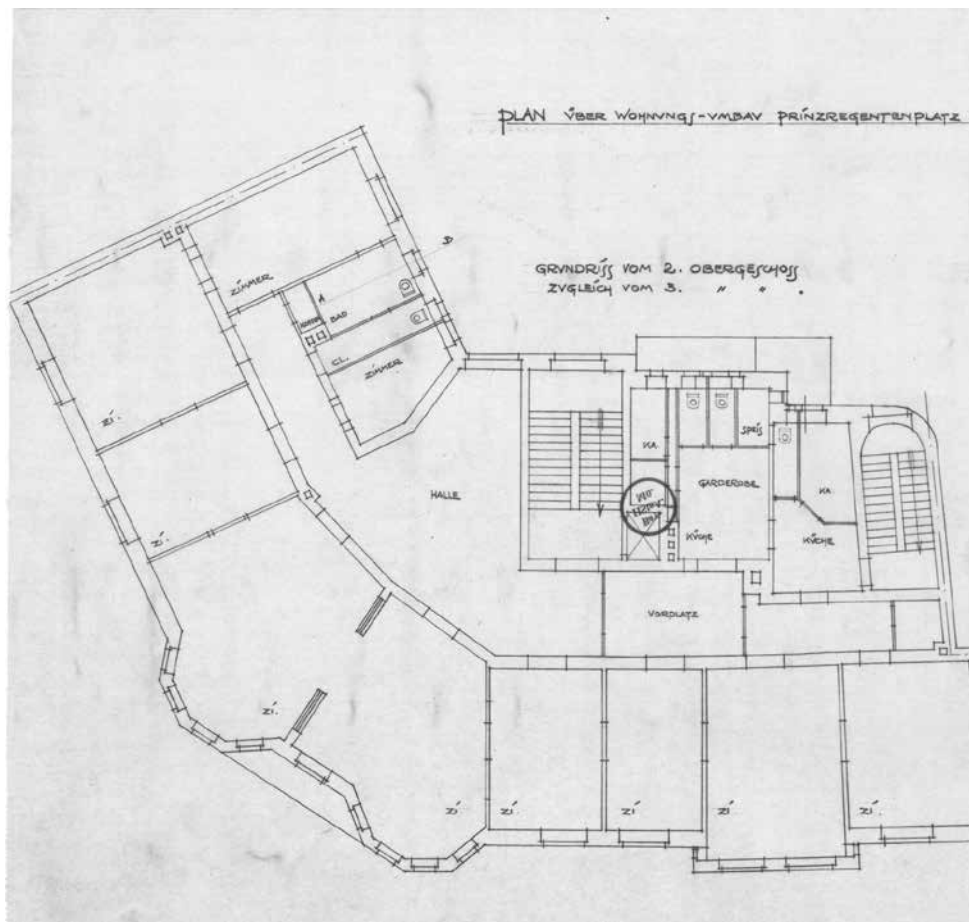 PLAN ÜBER WOHNUNGS-UMBAU PRINZREGENTENPLATZ
GRUNDRISS VOM 2. OBERGESCHOSS
ZUGLEICH VOM 3. " " .
D
ZIMMER
A
BAD
CL.
ZIMMER
ZI.
SPEIS
KA.
HALLE
GARDEROBE
KA.
KÜCHE
KÜCHE
ZI.
VORPLATZ
ZI.
ZI
ZI
ZI
ZI
ZI.